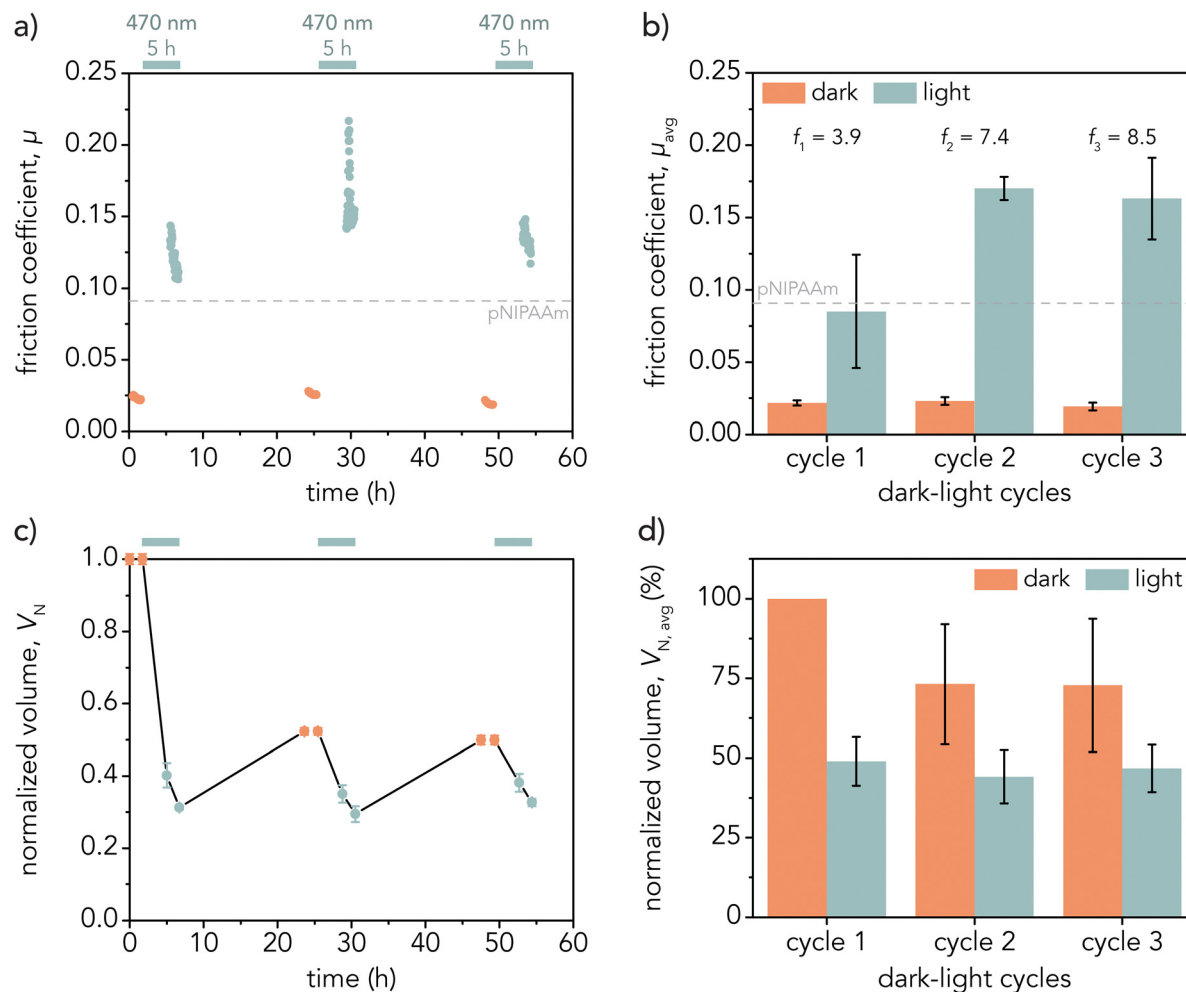 a)
470 nm
5 h
470 nm
5 h
470 nm
5 h
friction coefficient, μ
0.25
0.20
0.15
0.10
0.05
0.00
pNIPAAm
0 10 20 30 40 50 60
time (h)
b)
friction coefficient, μavg
0.25
0.20
0.15
0.10
0.05
0.00
dark light
f1 = 3.9 f2 = 7.4 f3 = 8.5
pNIPAAm
cycle 1 cycle 2 cycle 3
dark-light cycles
c)
normalized volume, VN
1.0
0.8
0.6
0.4
0.2
0.0
0 10 20 30 40 50 60
time (h)
d)
normalized volume, VN, avg (%)
100
75
50
25
0
dark light
cycle 1 cycle 2 cycle 3
dark-light cycles